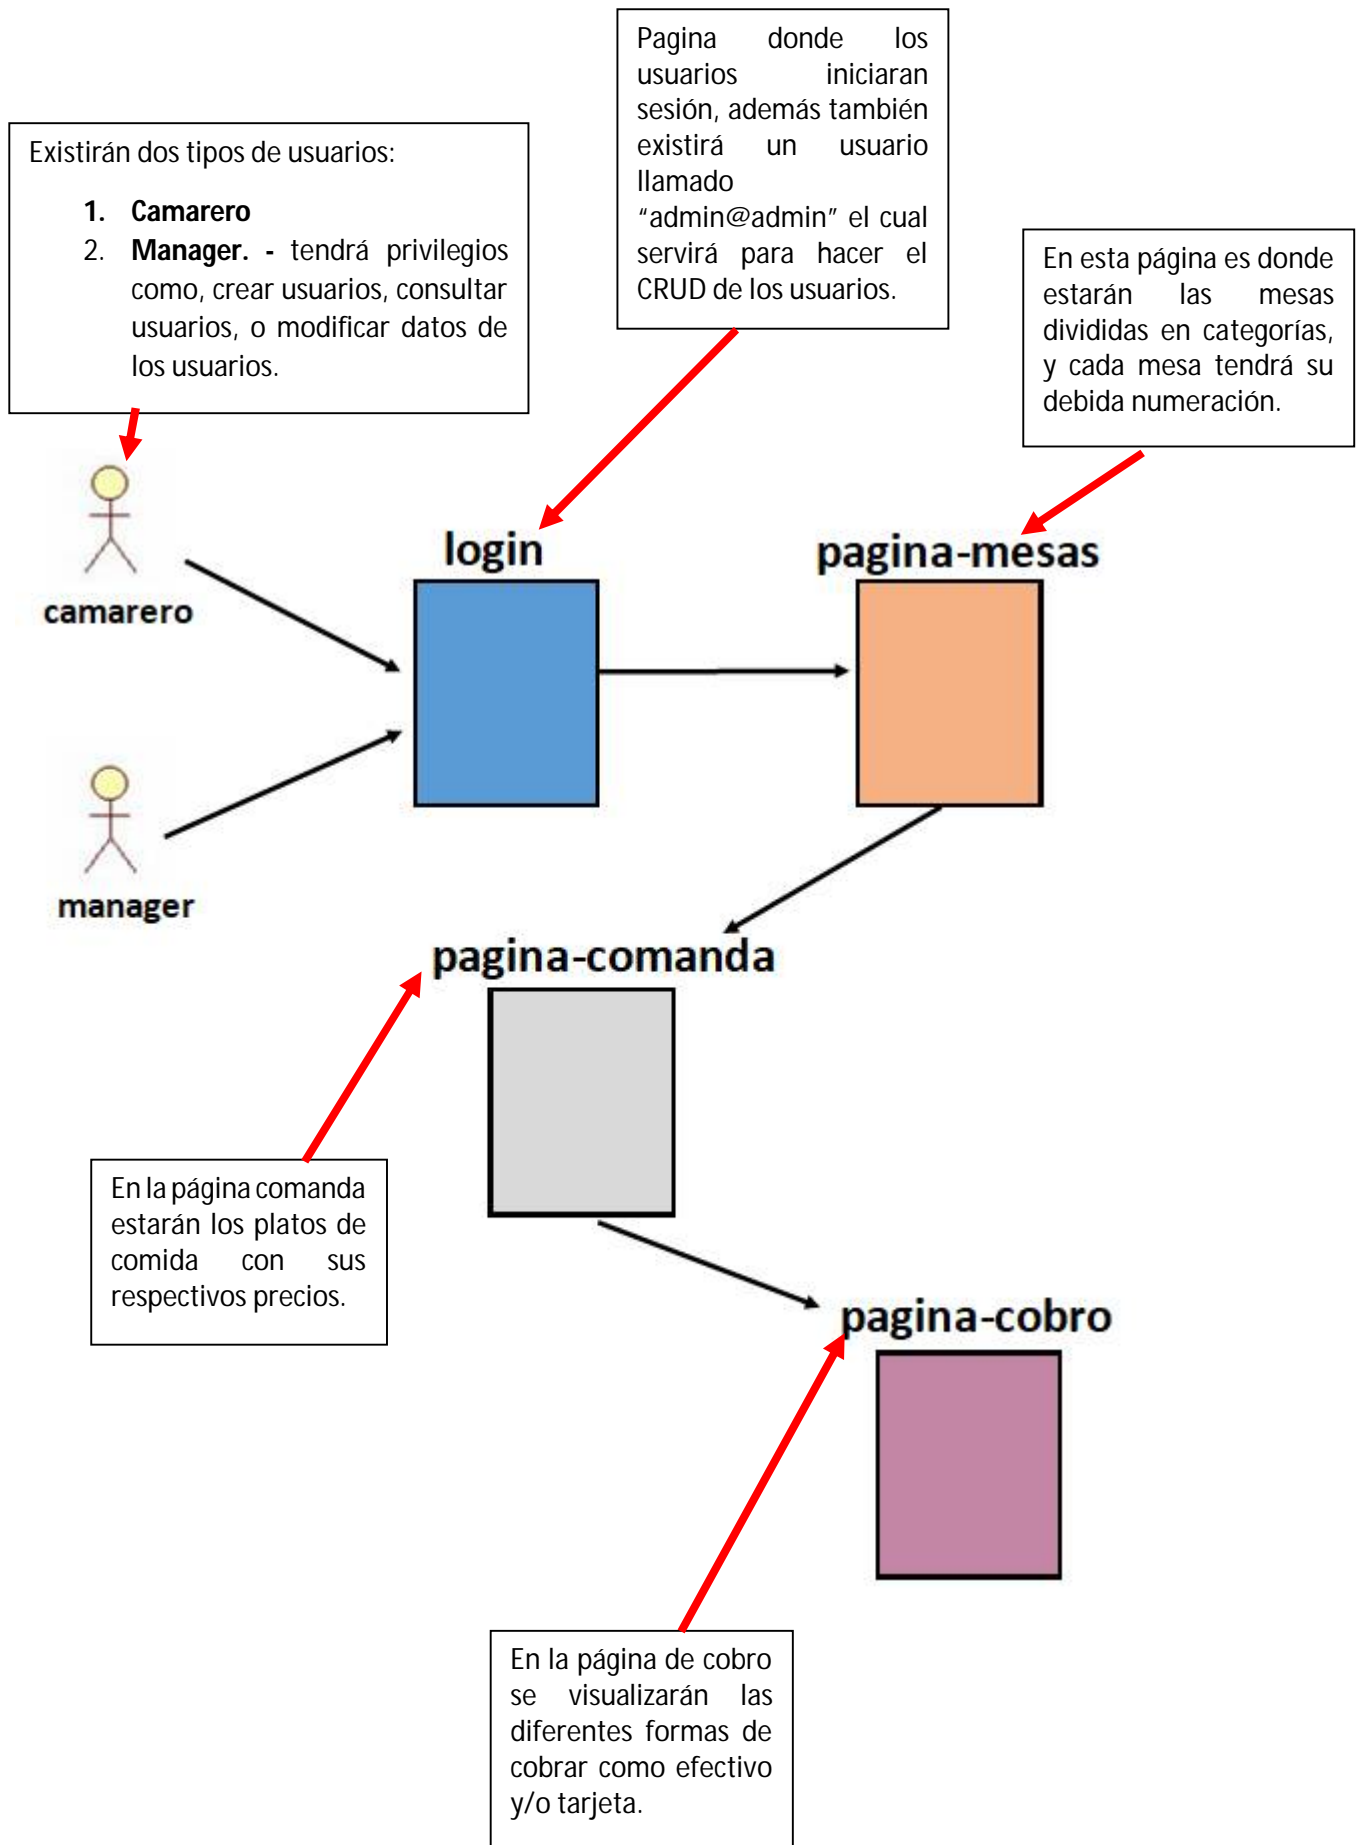 Pagina donde los
usuarios iniciaran
sesión, además también
existirá un usuario
llamado
“admin@admin” el cual
servirá para hacer el
CRUD de los usuarios.
Existirán dos tipos de usuarios:
1. Camarero
2. Manager. - tendrá privilegios
como, crear usuarios, consultar
usuarios, o modificar datos de
los usuarios.
En esta página es donde
estarán las mesas
divididas en categorías,
y cada mesa tendrá su
debida numeración.
login
pagina-mesas
camarero
manager
pagina-comanda
En la página comanda
estarán los platos de
comida con sus
respectivos precios.
pagina-cobro
En la página de cobro
se visualizarán las
diferentes formas de
cobrar como efectivo
y/o tarjeta.